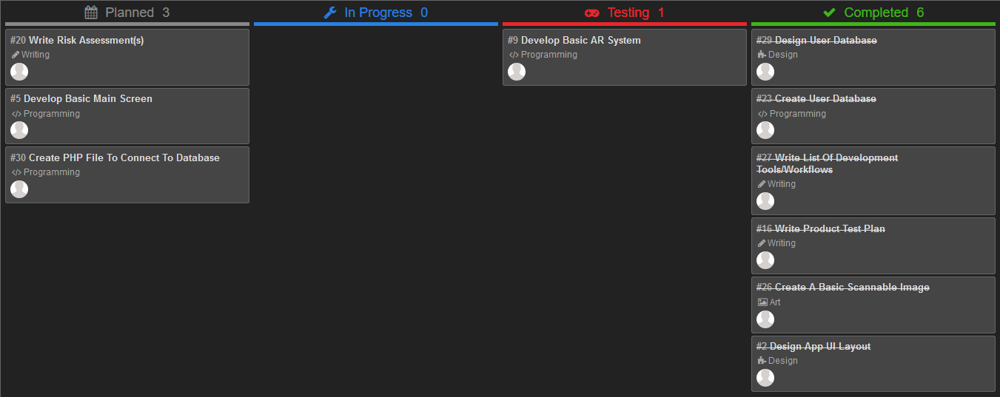 Planned 3
#20 Write Risk Assessment(s)
Writing
#5 Develop Basic Main Screen
Programming
#30 Create PHP File To Connect To Database
Programming
In Progress 0
Testing 1
#9 Develop Basic AR System
Programming
Completed 6
#29 Design User Database
Design
#23 Create User Database
Programming
#27 Write List Of Development
Tools/Workflows
Writing
#16 Write Product Test Plan
Writing
#26 Create A Basic Scannable Image
Art
#2 Design App UI Layout
Design